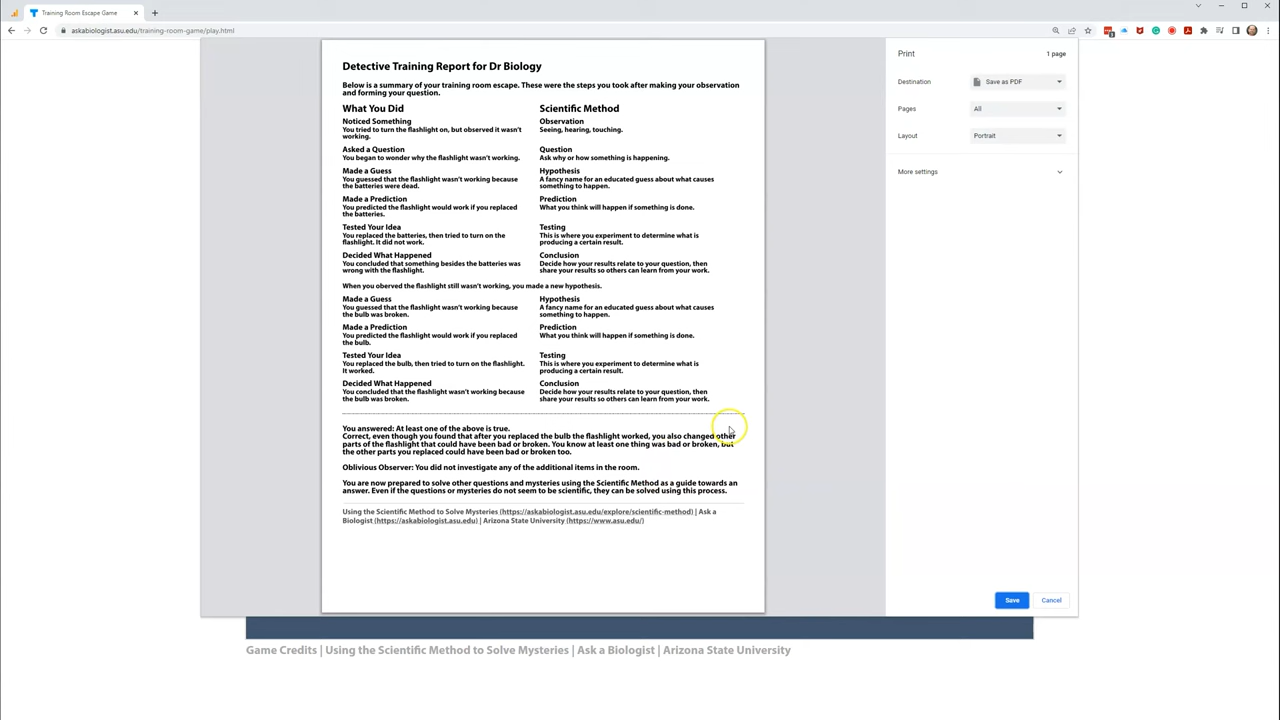 Training Room Escape Game
askabiologist.asu.edu/training-room-game/play.html
Detective Training Report for Dr Biology
Below is a summary of your training room escape. These were the steps you took after making your observation
and forming your question.
What You Did
Scientific Method
Noticed Something
You tried to turn the flashlight on, but observed it wasn't
working.
Observation
Seeing, hearing, touching.
Asked a Question
You began to wonder why the flashlight wasn't working.
Question
Ask why or how something is happening.
Made a Guess
You guessed that the flashlight wasn't working because
the batteries were dead.
Hypothesis
A fancy name for an educated guess about what causes
something to happen.
Made a Prediction
You predicted the flashlight would work if you replaced
the batteries.
Prediction
What you think will happen if something is done.
Tested Your Idea
You replaced the batteries, then tried to turn on the
flashlight. It did not work.
Testing
This is where you experiment to determine what is
producing a certain result.
Decided What Happened
You concluded that something besides the batteries was
wrong with the flashlight.
Conclusion
Decide how your results relate to your question, then
share your results so others can learn from your work.
When you oberved the flashlight still wasn't working, you made a new hypothesis.
Made a Guess
You guessed that the flashlight wasn't working because
the bulb was broken.
Hypothesis
A fancy name for an educated guess about what causes
something to happen.
Made a Prediction
You predicted the flashlight would work if you replaced
the bulb.
Prediction
What you think will happen if something is done.
Tested Your Idea
You replaced the bulb, then tried to turn on the flashlight.
It worked.
Testing
This is where you experiment to determine what is
producing a certain result.
Decided What Happened
You concluded that the flashlight wasn't working because
the bulb was broken.
Conclusion
Decide how your results relate to your question, then
share your results so others can learn from your work.
You answered: At least one of the above is true.
Correct, even though you found that after you replaced the bulb the flashlight worked, you also changed other
parts of the flashlight that could have been bad or broken. You know at least one thing was bad or broken, but
the other parts you replaced could have been bad or broken too.
Oblivious Observer: You did not investigate any of the additional items in the room.
You are now prepared to solve other questions and mysteries using the Scientific Method as a guide towards an
answer. Even if the questions or mysteries do not seem to be scientific, they can be solved using this process.
Using the Scientific Method to Solve Mysteries (https://askabiologist.asu.edu/explore/scientific-method) | Ask a
Biologist (https://askabiologist.asu.edu) | Arizona State University (https://www.asu.edu/)
Print
1 page
Destination
Save as PDF
Pages
All
Layout
Portrait
More settings
Save
Cancel
Game Credits | Using the Scientific Method to Solve Mysteries | Ask a Biologist | Arizona State University